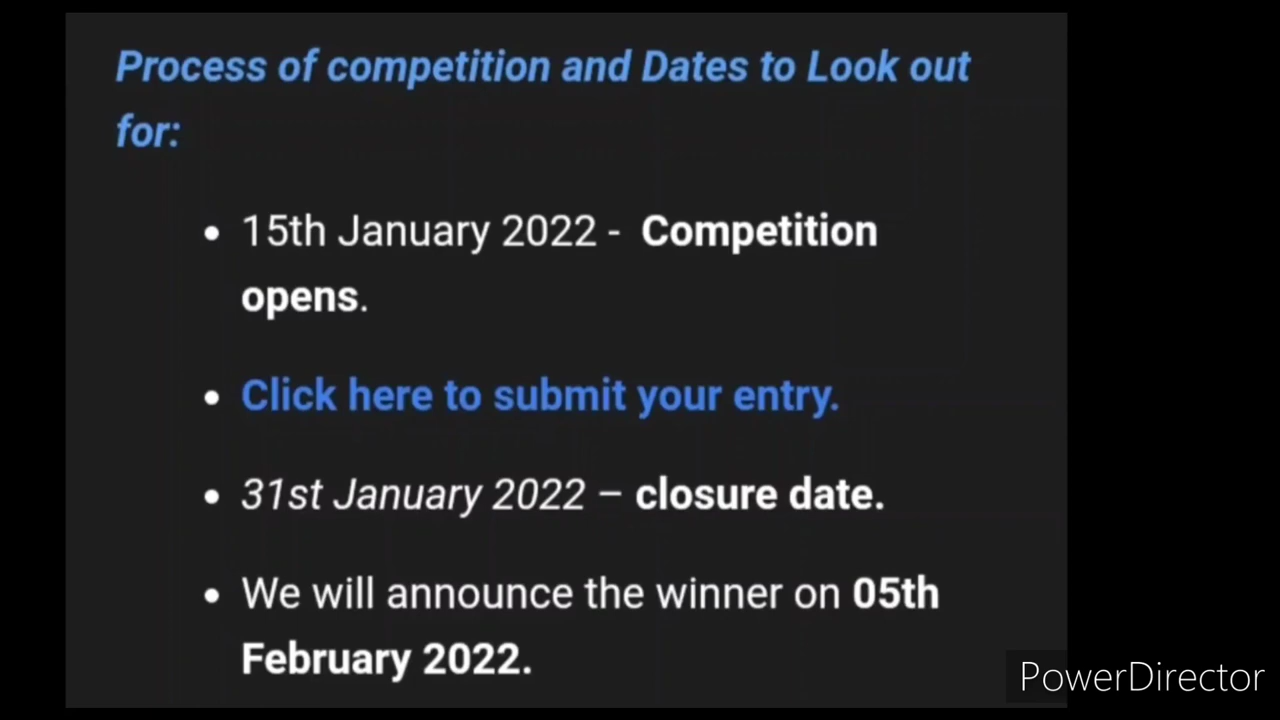 Process of competition and Dates to Look out
for:
• 15th January 2022 - Competition
opens.
• Click here to submit your entry.
• 31st January 2022 – closure date.
• We will announce the winner on 05th
February 2022.
PowerDirector